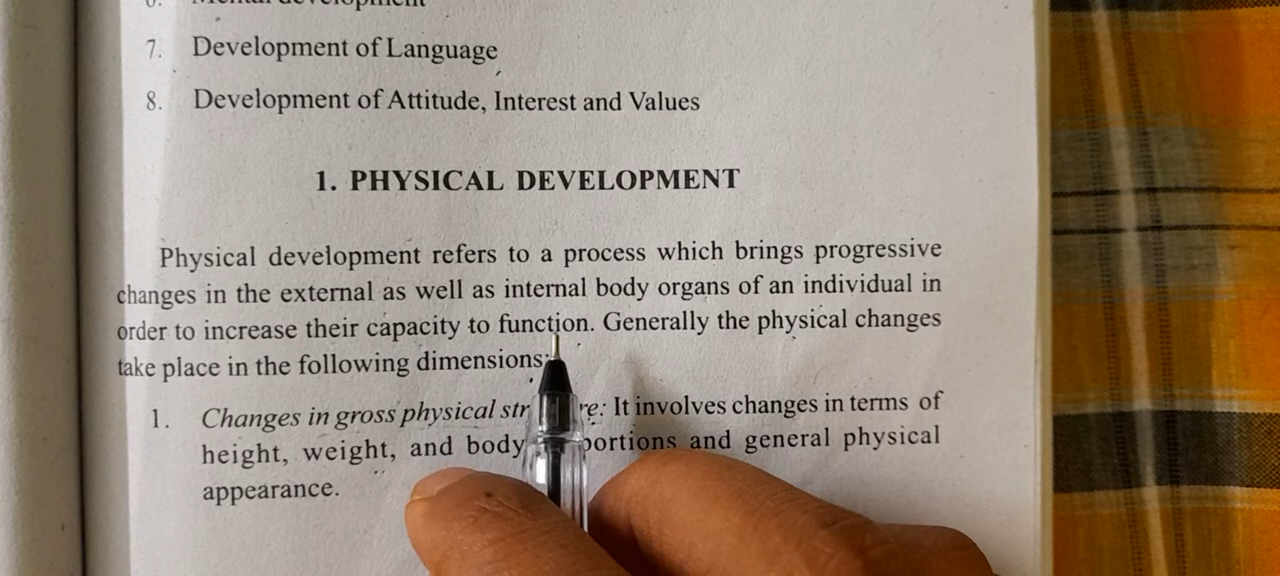 6. Mental development
7. Development of Language
8. Development of Attitude, Interest and Values
1. PHYSICAL DEVELOPMENT
Physical development refers to a process which brings progressive
changes in the external as well as internal body organs of an individual in
order to increase their capacity to function. Generally the physical changes
take place in the following dimensions:
1. Changes in gross physical It involves changes in terms of
height, weight, and body and general physical
appearance.